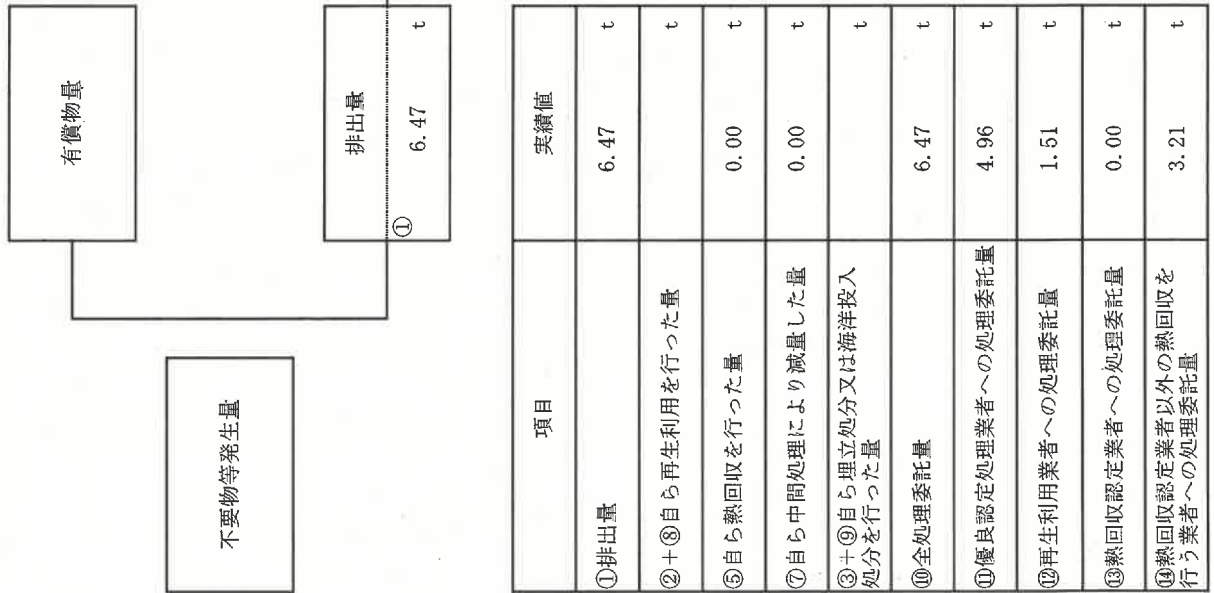 有償物量
不要物等発生量
排出量
① 6.47 t
項目 実績値
①排出量 6.47 t
②＋⑧自ら再生利用を行った量 t
⑤自ら熱回収を行った量 0.00 t
⑦自ら中間処理により減量した量 0.00 t
③＋⑨自ら埋立処分又は海洋投入
処分を行った量 t
⑩全処理委託量 6.47 t
⑪優良認定処理業者への処理委託量 4.96 t
⑫再生利用業者への処理委託量 1.51 t
⑬熱回収認定業者への処理委託量 0.00 t
⑭熱回収認定業者以外の熱回収を
行う業者への処理委託量 3.21 t